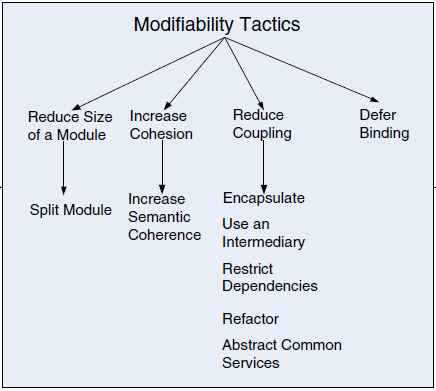 Modifiability Tactics
Reduce Size
of a Module
Increase
Cohesion
Reduce
Coupling
Defer
Binding
Split Module
Increase
Semantic
Coherence
Encapsulate
Use an
Intermediary
Restrict
Dependencies
Refactor
Abstract Common
Services